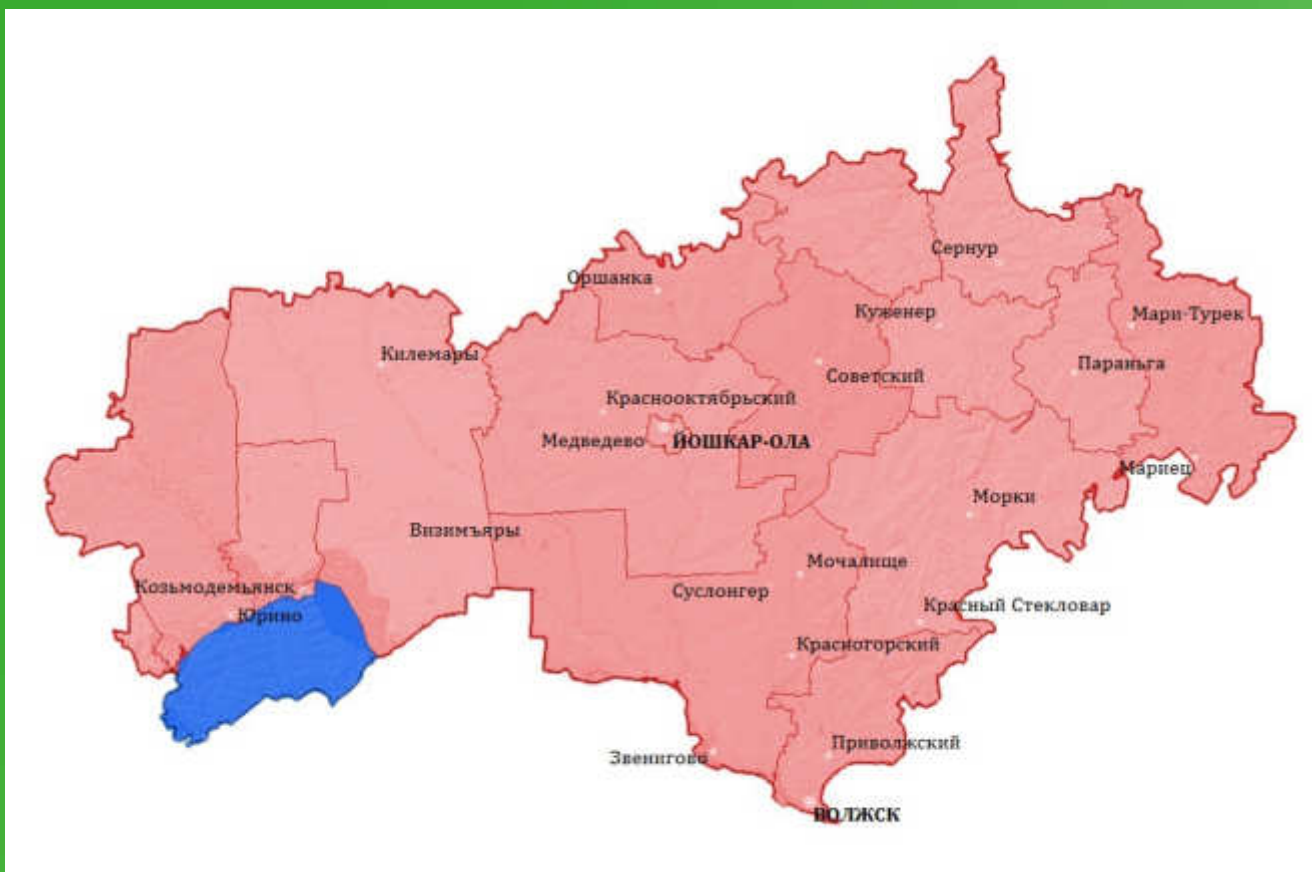 Сернур
Оршанка
Куженер
Мари-Турек
Килемары
Параньга
Советский
Краснооктябрьский
Медведево
ЙОШКАР-ОЛА
Мариец
Морки
Визимъяры
Мочалище
Козьмодемьянск
Суслонгер
Красный Стекловар
Юрино
Красногорский
Приволжский
Звенигово
ВОЛЖСК